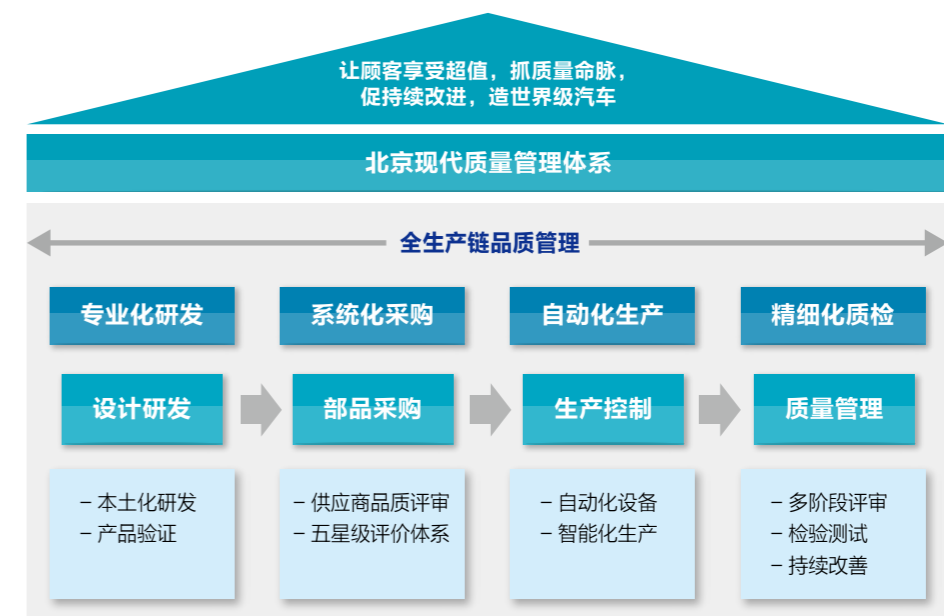 让顾客享受超值，抓质量命脉，
促持续改进，造世界级汽车
北京现代质量管理体系
全生产链品质管理
专业化研发
系统化采购
自动化生产
精细化质检
设计研发
部品采购
生产控制
质量管理
– 本土化研发
– 产品验证
– 供应商品质评审
– 五星级评价体系
– 自动化设备
– 智能化生产
– 多阶段评审
– 检验测试
– 持续改善